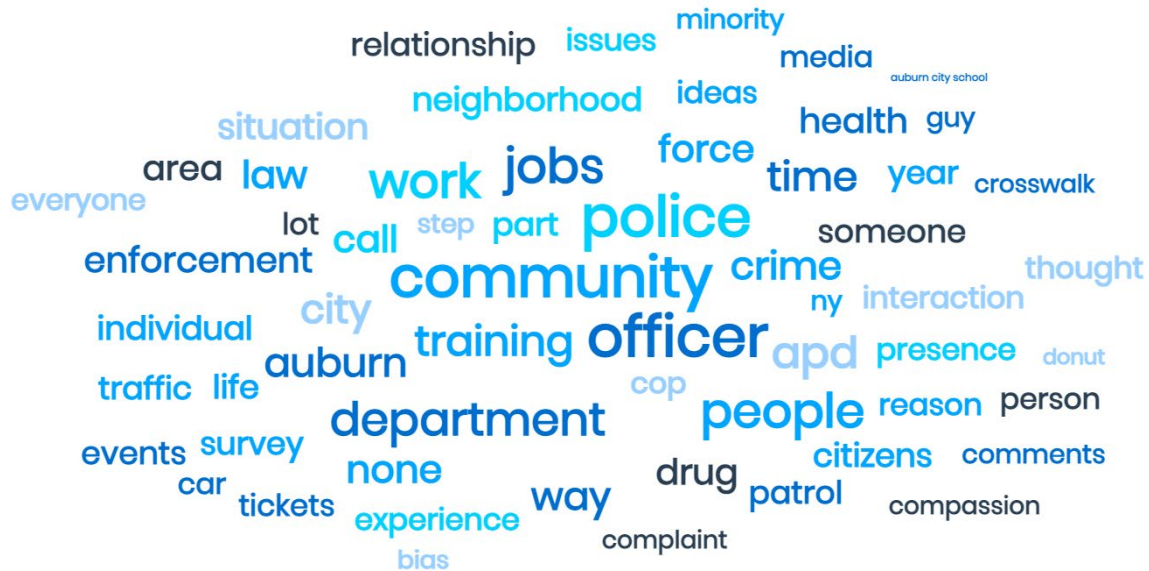 minority
relationship issues
media
auburn city school
neighborhood ideas
health guy
situation
force
area law work jobs time year crosswalk
everyone
lot call step part police someone
enforcement community crime thought
city ny interaction
individual training officer apd presence donut
auburn
traffic life cop
department people reason person
events survey none drug citizens comments
car tickets way patrol compassion
experience complaint
bias